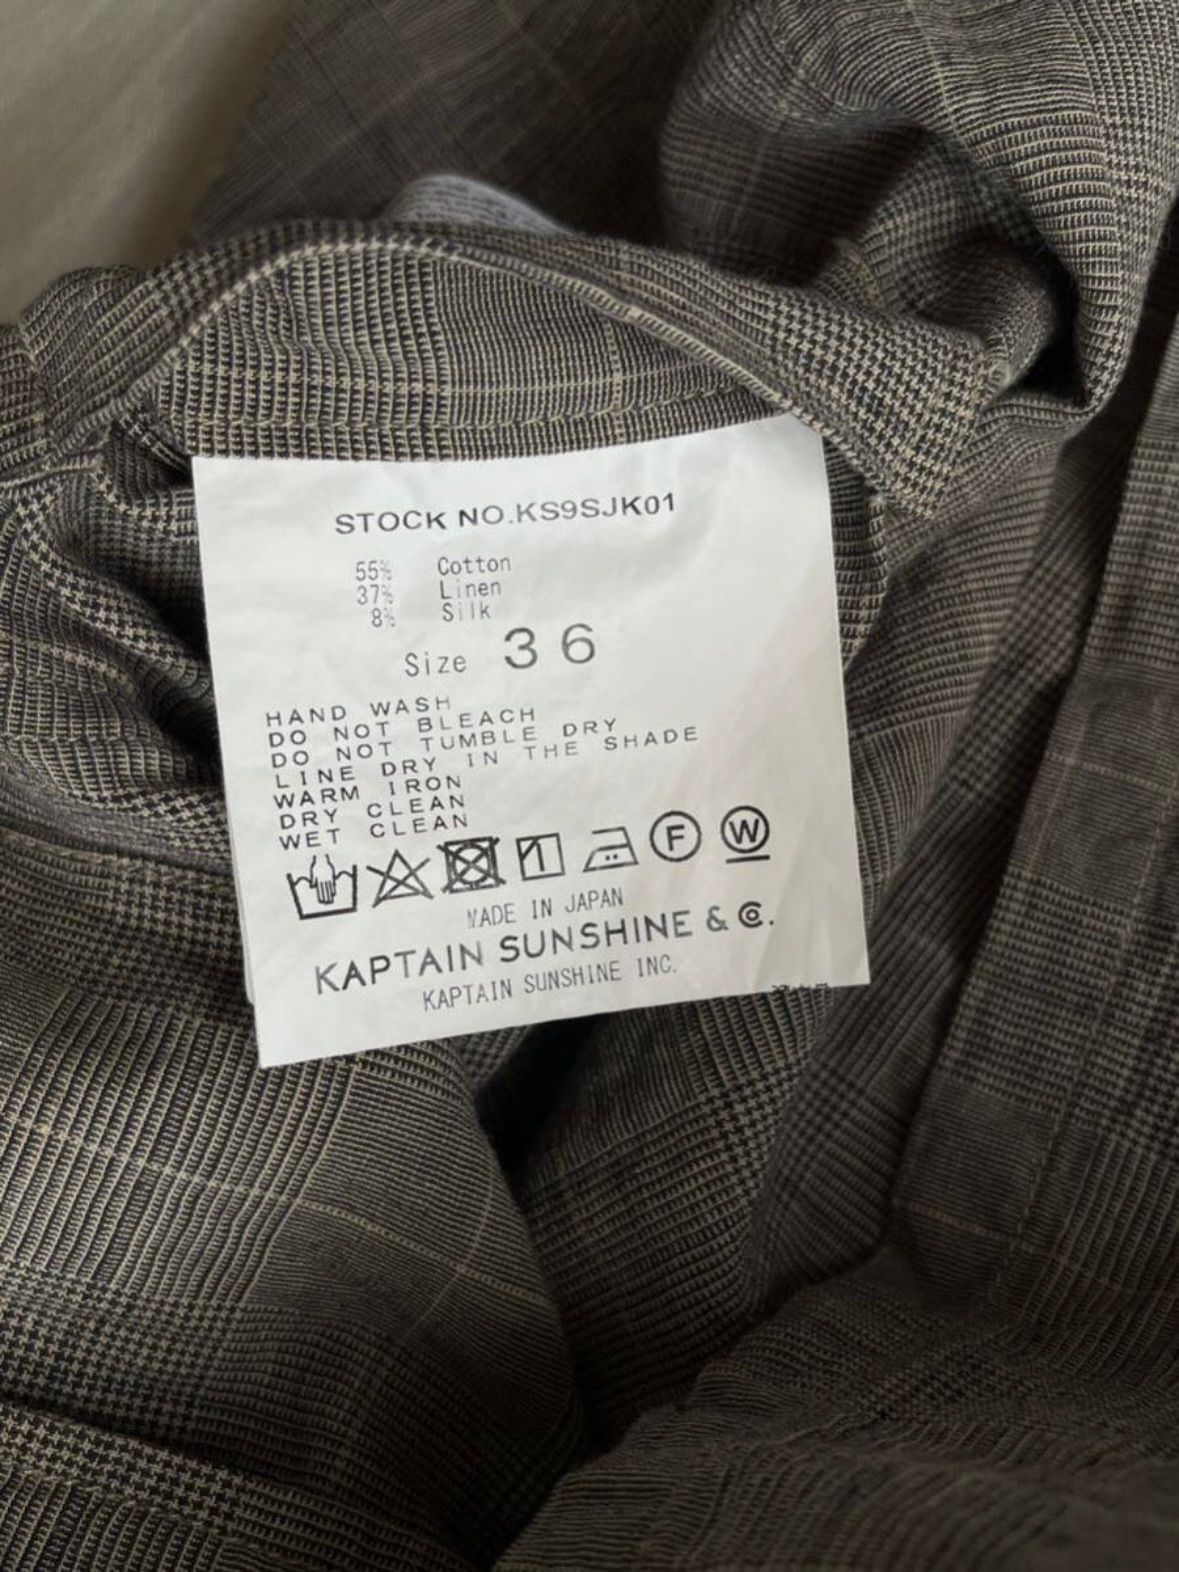 STOCK NO.KS9SJK01
55% Cotton
37% Linen
8% Silk
Size 36
HAND WASH
DO NOT BLEACH
DO NOT TUMBLE DRY
LINE DRY IN THE SHADE
WARM IRON
DRY CLEAN
WET CLEAN
F W
MADE IN JAPAN
KAPTAIN SUNSHINE & Co.
KAPTAIN SUNSHINE INC.